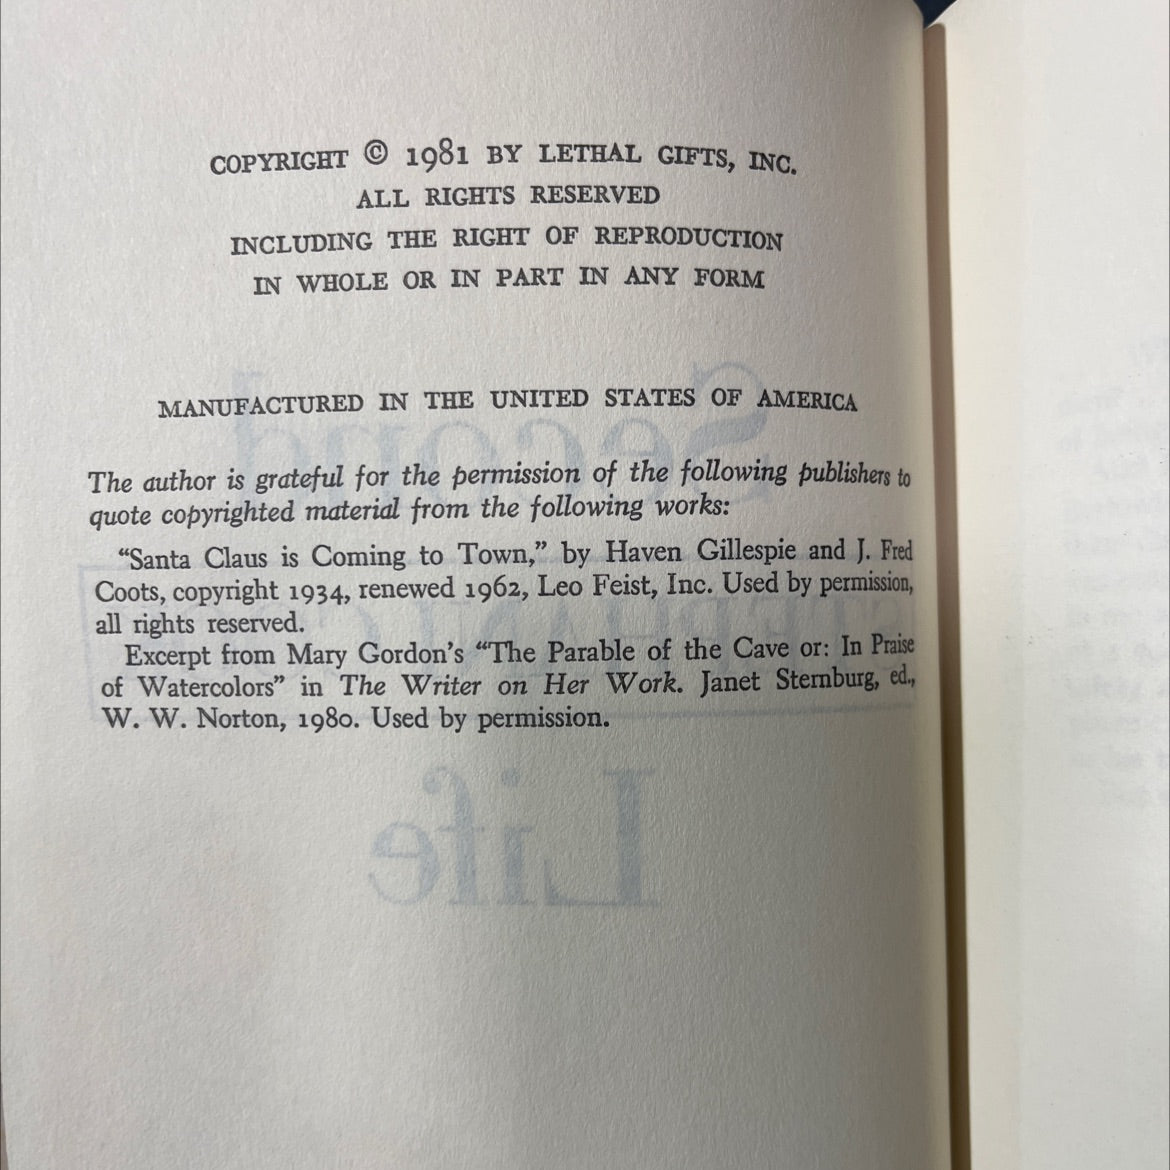 COPYRIGHT © 1981 BY LETHAL GIFTS, INC.
ALL RIGHTS RESERVED
INCLUDING THE RIGHT OF REPRODUCTION
IN WHOLE OR IN PART IN ANY FORM
MANUFACTURED IN THE UNITED STATES OF AMERICA
The author is grateful for the permission of the following publishers to
quote copyrighted material from the following works:
“Santa Claus is Coming to Town,” by Haven Gillespie and J. Fred
Coots, copyright 1934, renewed 1962, Leo Feist, Inc. Used by permission,
all rights reserved.
Excerpt from Mary Gordon’s “The Parable of the Cave or: In Praise
of Watercolors” in The Writer on Her Work. Janet Sternburg, ed.,
W. W. Norton, 1980. Used by permission.
Second
Life